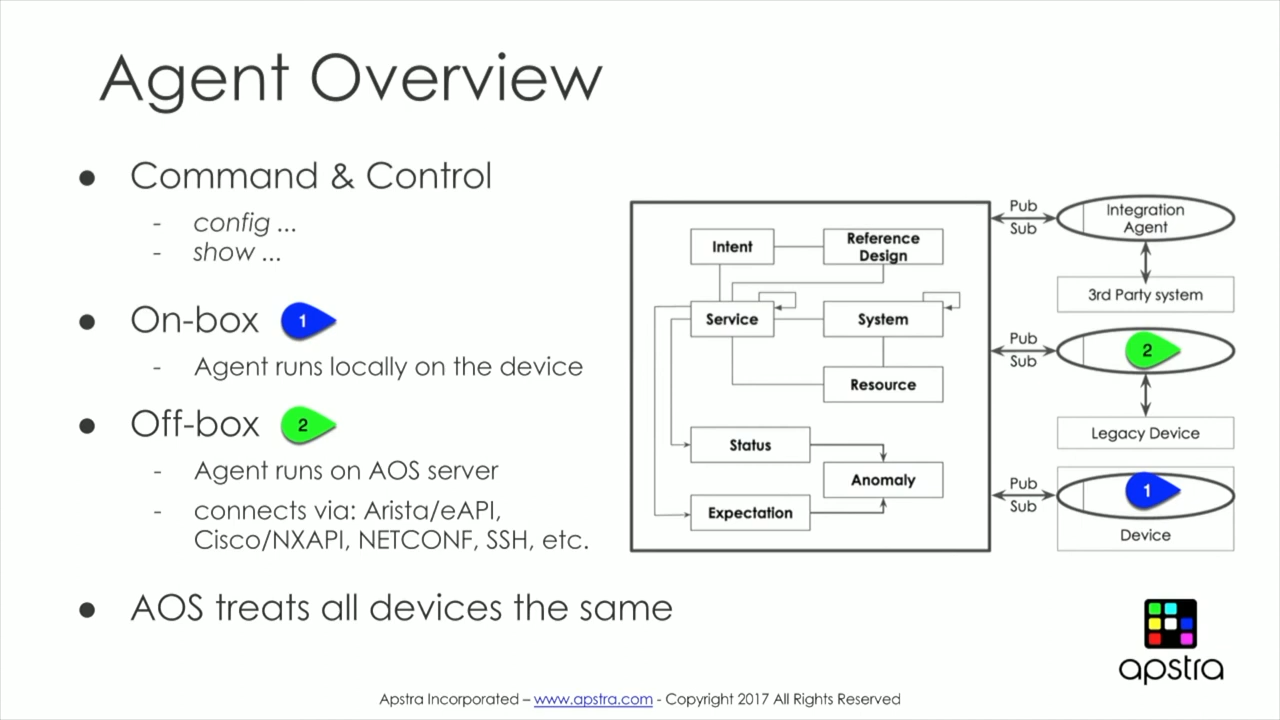 Agent Overview
● Command & Control
- config ...
- show ...
● On-box 1
- Agent runs locally on the device
● Off-box 2
- Agent runs on AOS server
- connects via: Arista/eAPI,
Cisco/NXAPI, NETCONF, SSH, etc.
● AOS treats all devices the same
Intent
Reference
Design
Service
System
Resource
Status
Anomaly
Expectation
Pub
Sub
Integration
Agent
3rd Party system
Pub
Sub
2
Legacy Device
Pub
Sub
1
Device
apstra
Apstra Incorporated – www.apstra.com - Copyright 2017 All Rights Reserved